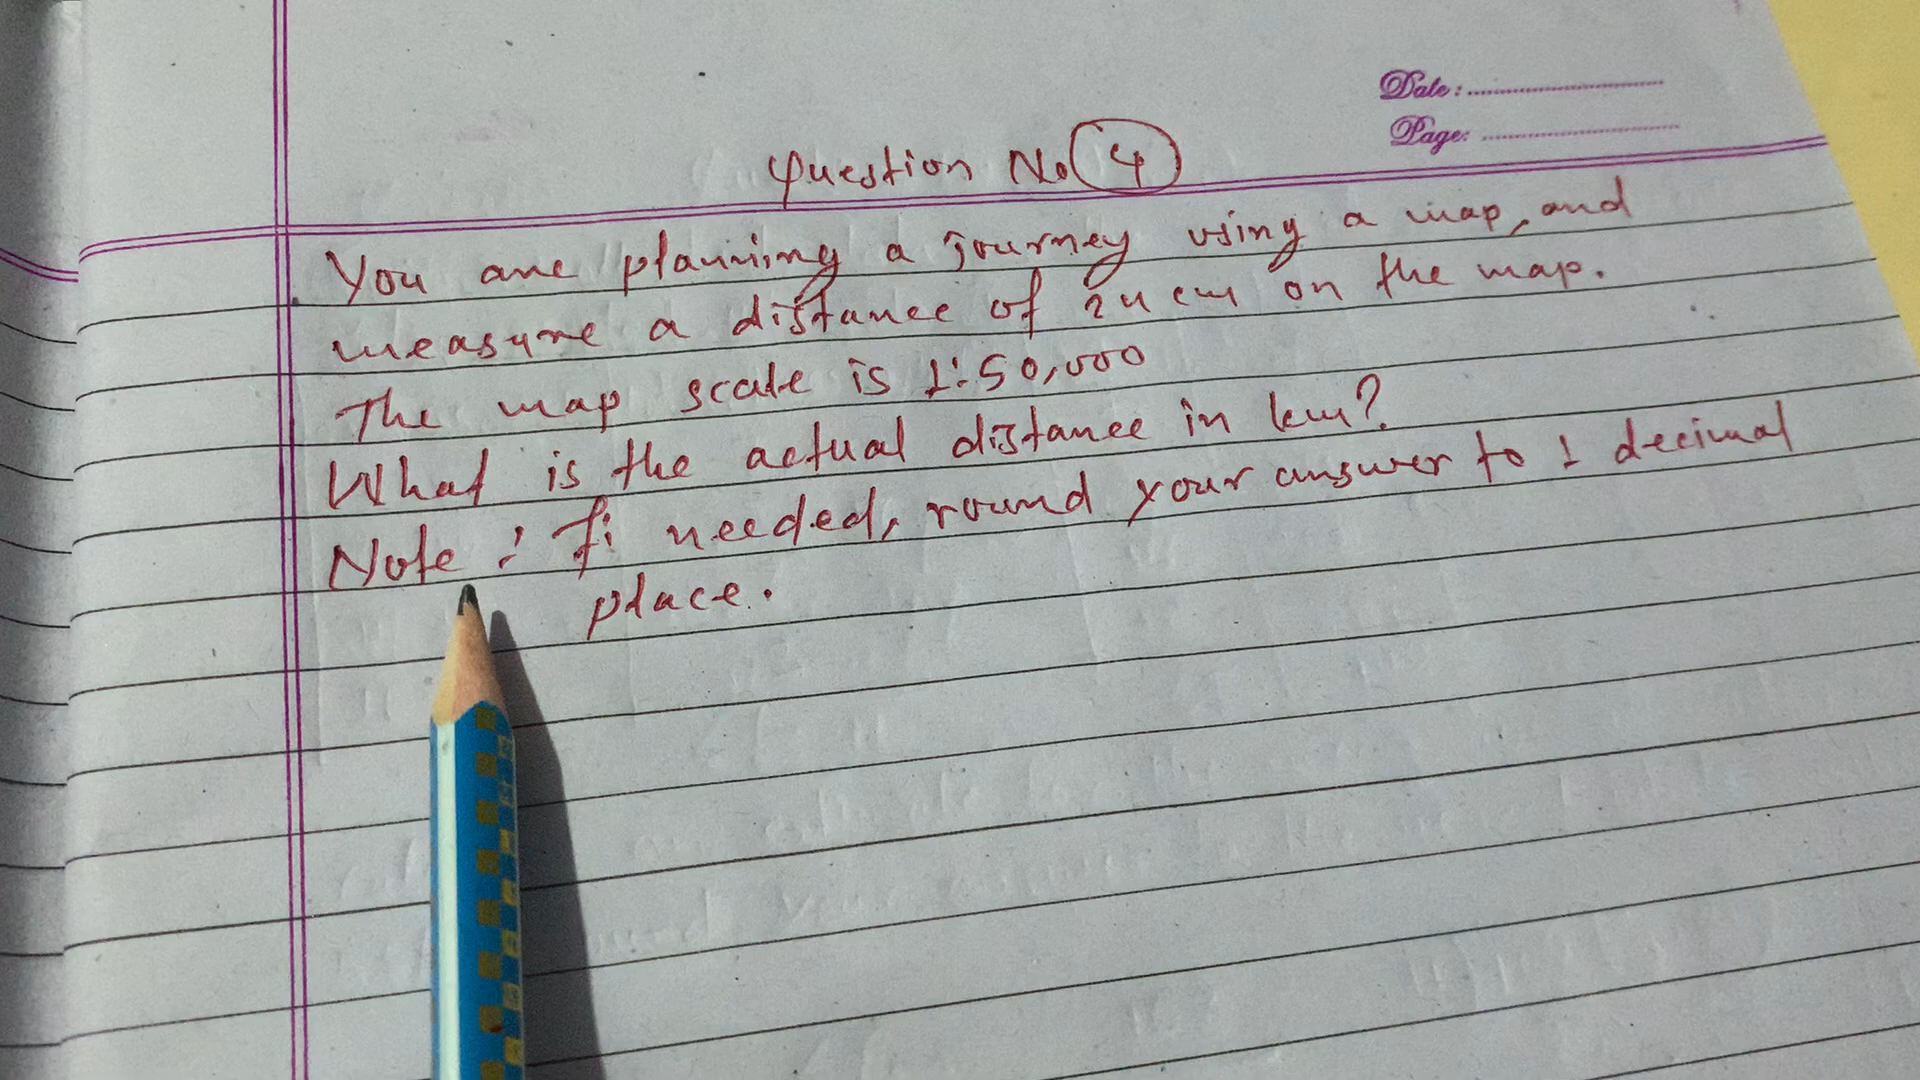 Date:
Page:
Question No 4
You are planning a journey using a map, and
measure a distance of 24 cm on the map.
The map scale is 1:50,000
What is the actual distance in km?
Note: If needed, round your answer to 1 decimal
place.